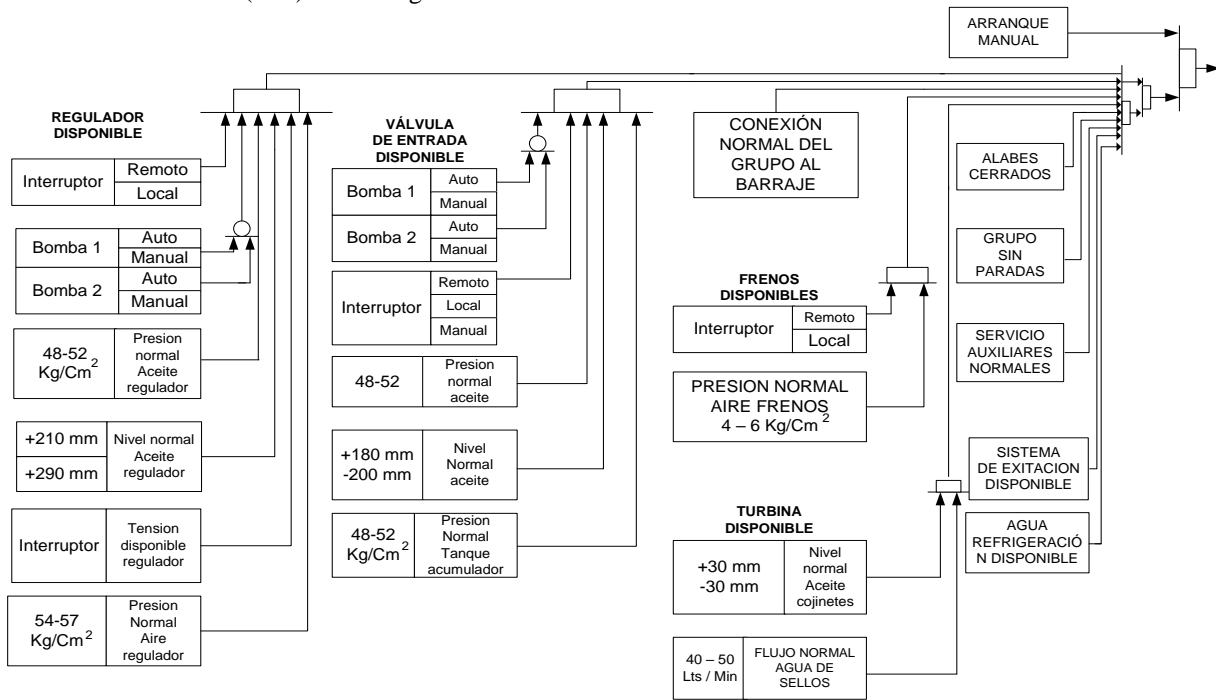 ARRANQUE
MANUAL
REGULADOR
DISPONIBLE
Interruptor
Remoto
Local
Bomba 1
Auto
Manual
Bomba 2
Auto
Manual
48-52
Kg/Cm2
Presion
normal
Aceite
regulador
+210 mm
+290 mm
Nivel normal
Aceite
regulador
Interruptor
Tension
disponible
regulador
54-57
Kg/Cm2
Presion
Normal
Aire
regulador
VÁLVULA
DE ENTRADA
DISPONIBLE
Bomba 1
Auto
Manual
Bomba 2
Auto
Manual
Interruptor
Remoto
Local
Manual
48-52
Presion
normal
aceite
+180 mm
-200 mm
Nivel
Normal
aceite
48-52
Kg/Cm2
Presion
Normal
Tanque
acumulador
CONEXIÓN
NORMAL DEL
GRUPO AL
BARRAJE
FRENOS
DISPONIBLES
Interruptor
Remoto
Local
PRESION NORMAL
AIRE FRENOS
4 – 6 Kg/Cm 2
TURBINA
DISPONIBLE
+30 mm
-30 mm
Nivel
normal
Aceite
cojinetes
40 – 50
Lts / Min
FLUJO NORMAL
AGUA DE
SELLOS
ALABES
CERRADOS
GRUPO
SIN
PARADAS
SERVICIO
AUXILIARES
NORMALES
SISTEMA
DE EXITACION
DISPONIBLE
AGUA
REFRIGERACIÓ
N DISPONIBLE